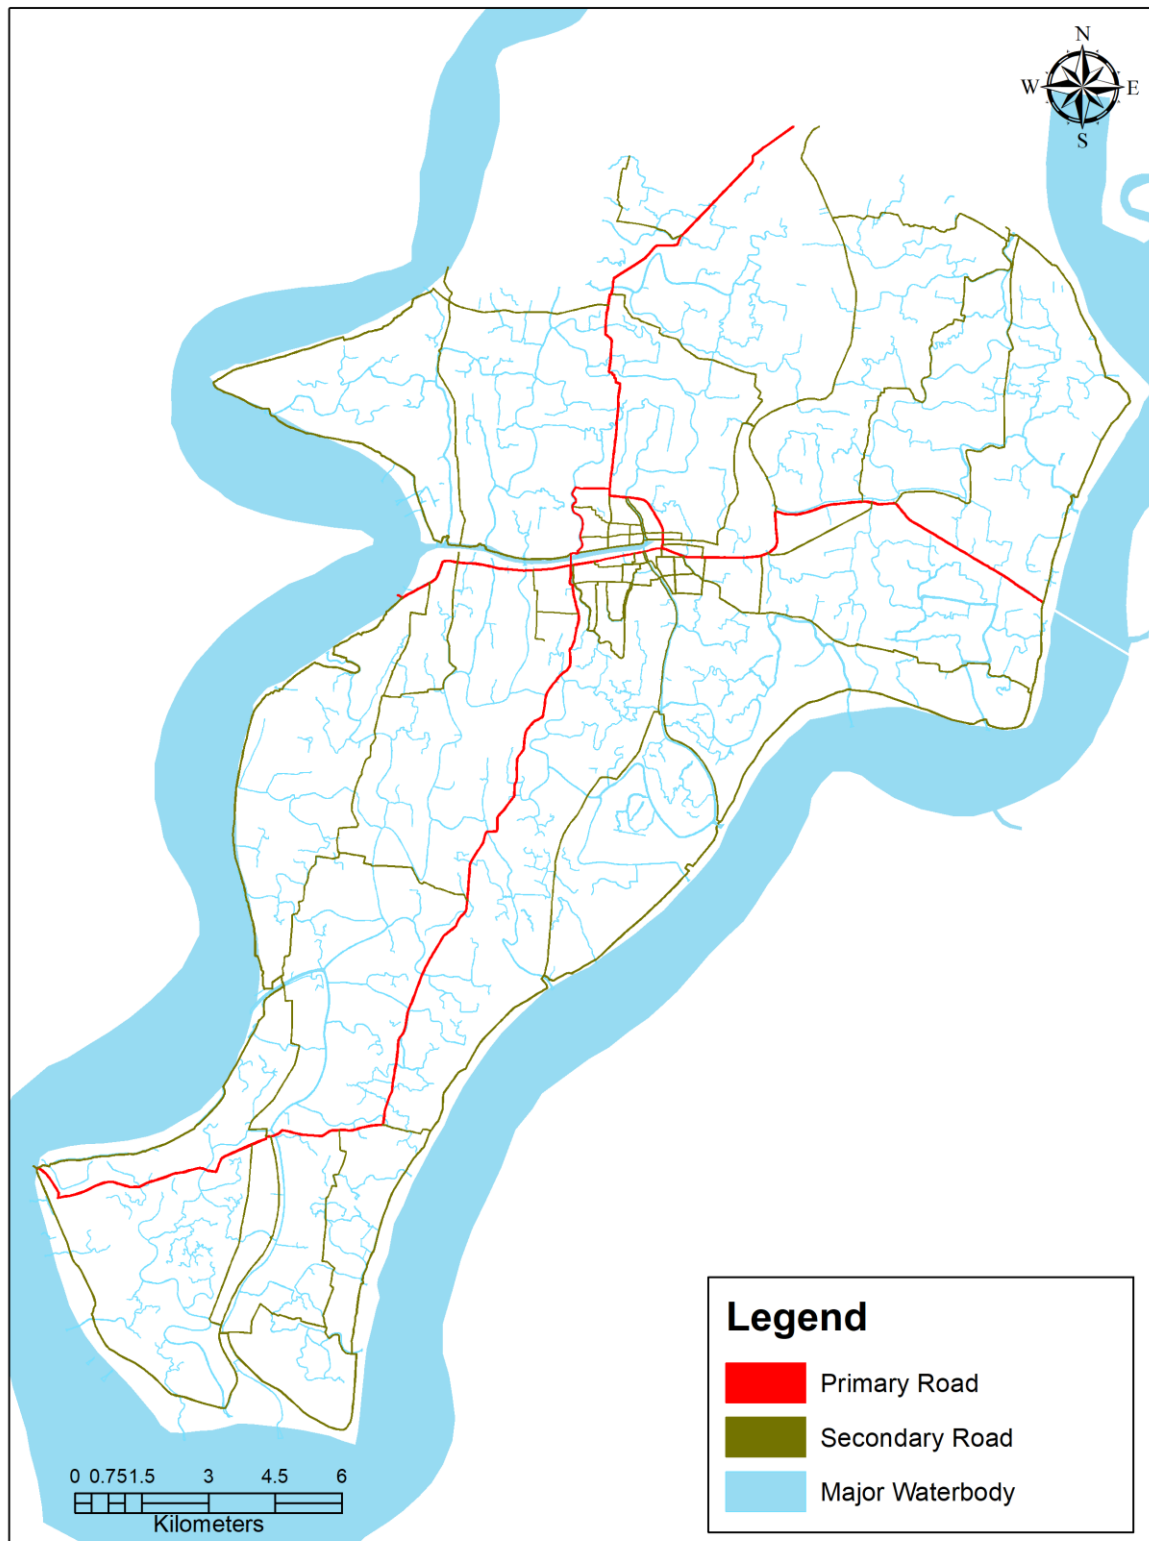 N
W E
S
Legend
Primary Road
Secondary Road
Major Waterbody
0 0.751.5 3 4.5 6
Kilometers